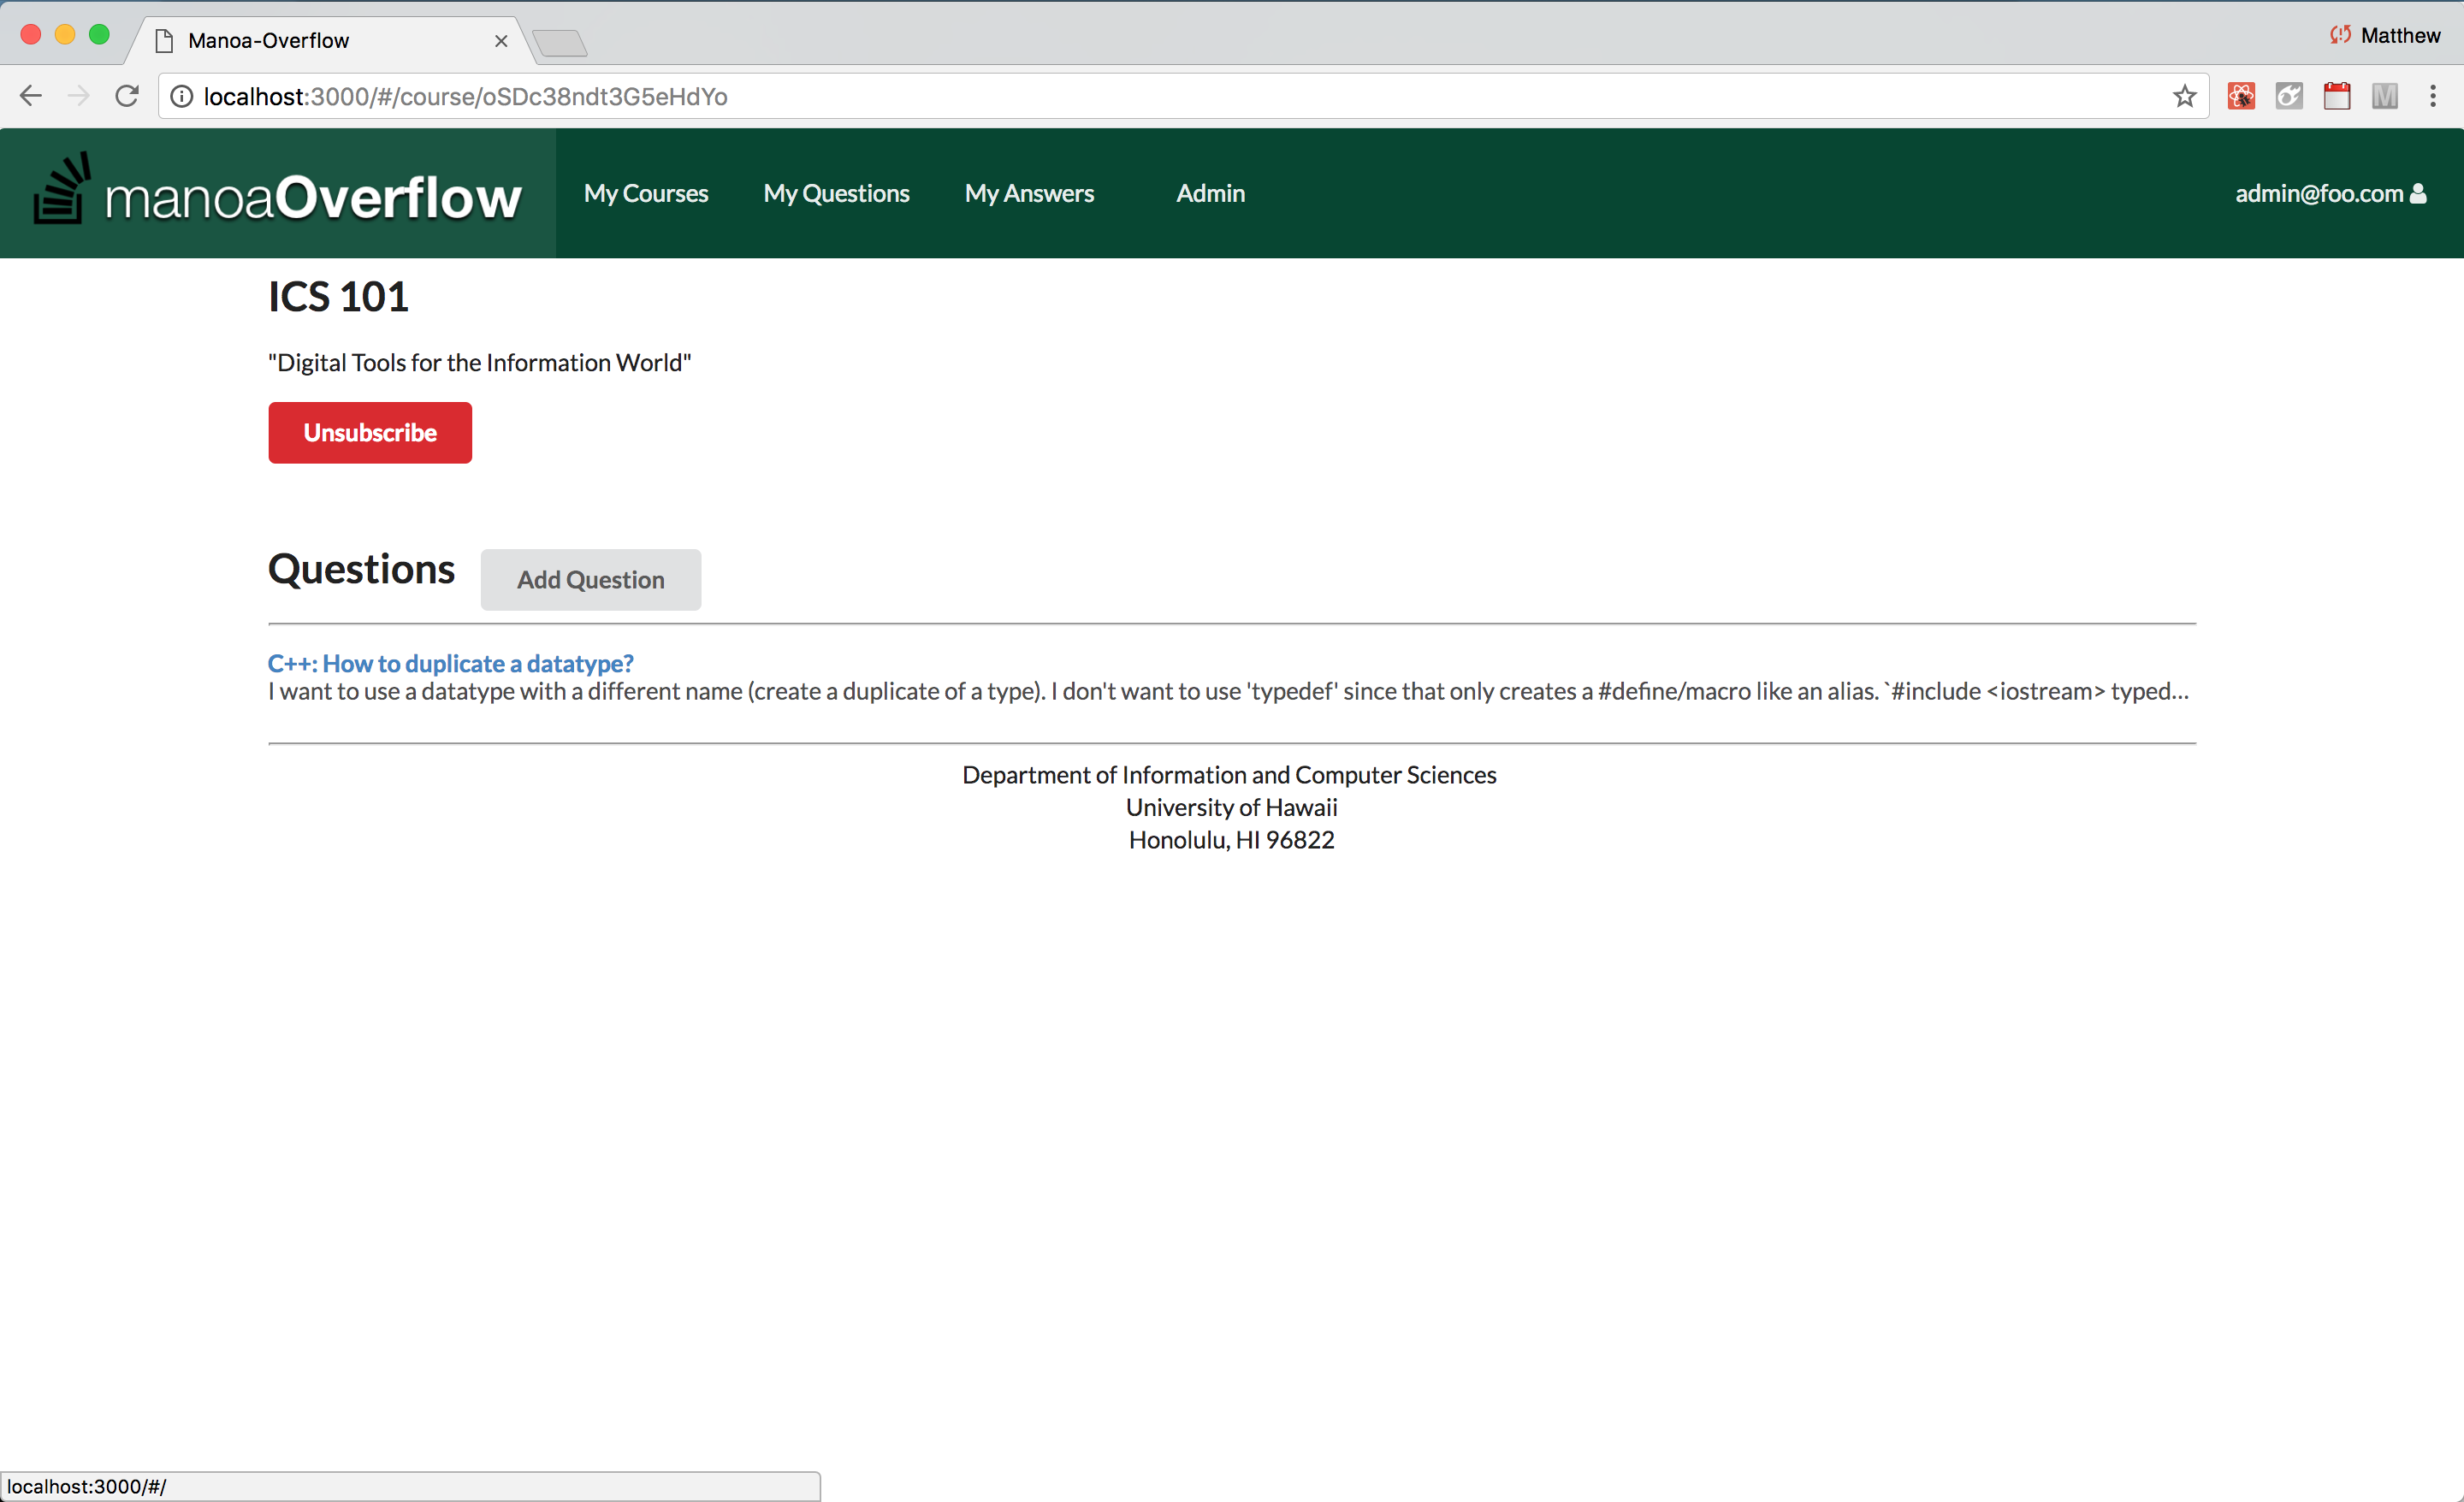 Manoa-Overflow
Matthew
localhost:3000/#/course/oSDc38ndt3G5eHdYo
M
manoaOverflow
My Courses
My Questions
My Answers
Admin
admin@foo.com
ICS 101
"Digital Tools for the Information World"
Unsubscribe
Questions
Add Question
C++: How to duplicate a datatype?
I want to use a datatype with a different name (create a duplicate of a type). I don't want to use 'typedef' since that only creates a #define/macro like an alias. `#include <iostream> typed...
Department of Information and Computer Sciences
University of Hawaii
Honolulu, HI 96822
localhost:3000/#/